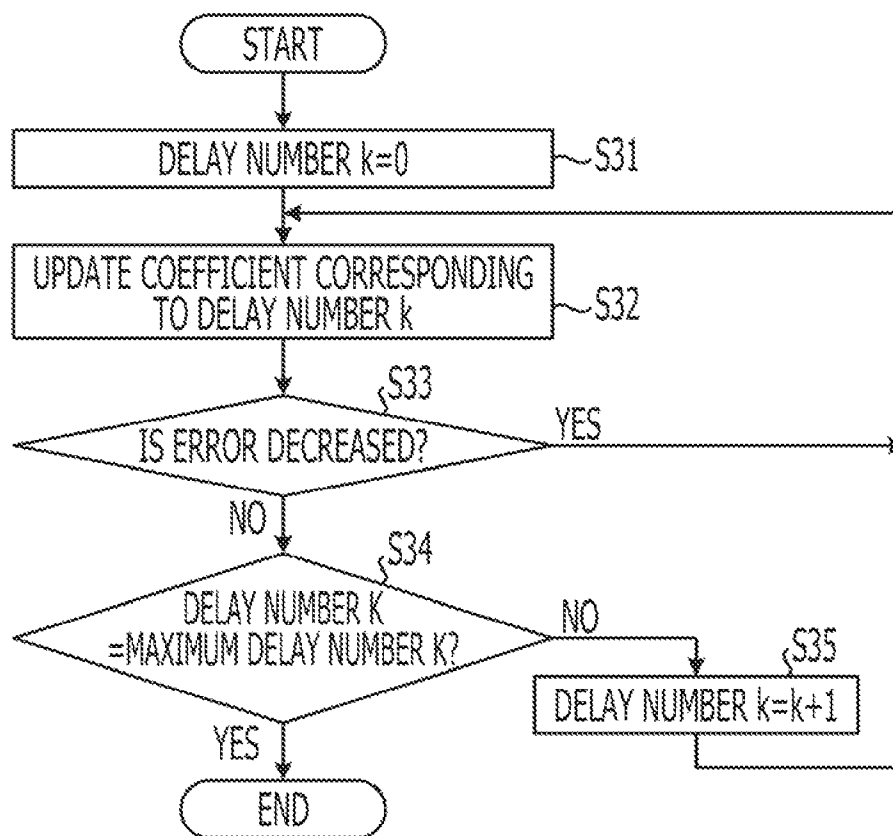 START
DELAY NUMBER k=0
S31
UPDATE COEFFICIENT CORRESPONDING
TO DELAY NUMBER k
S32
S33
IS ERROR DECREASED?
YES
NO
S34
DELAY NUMBER K
=MAXIMUM DELAY NUMBER K?
NO
S35
DELAY NUMBER k=k+1
YES
END